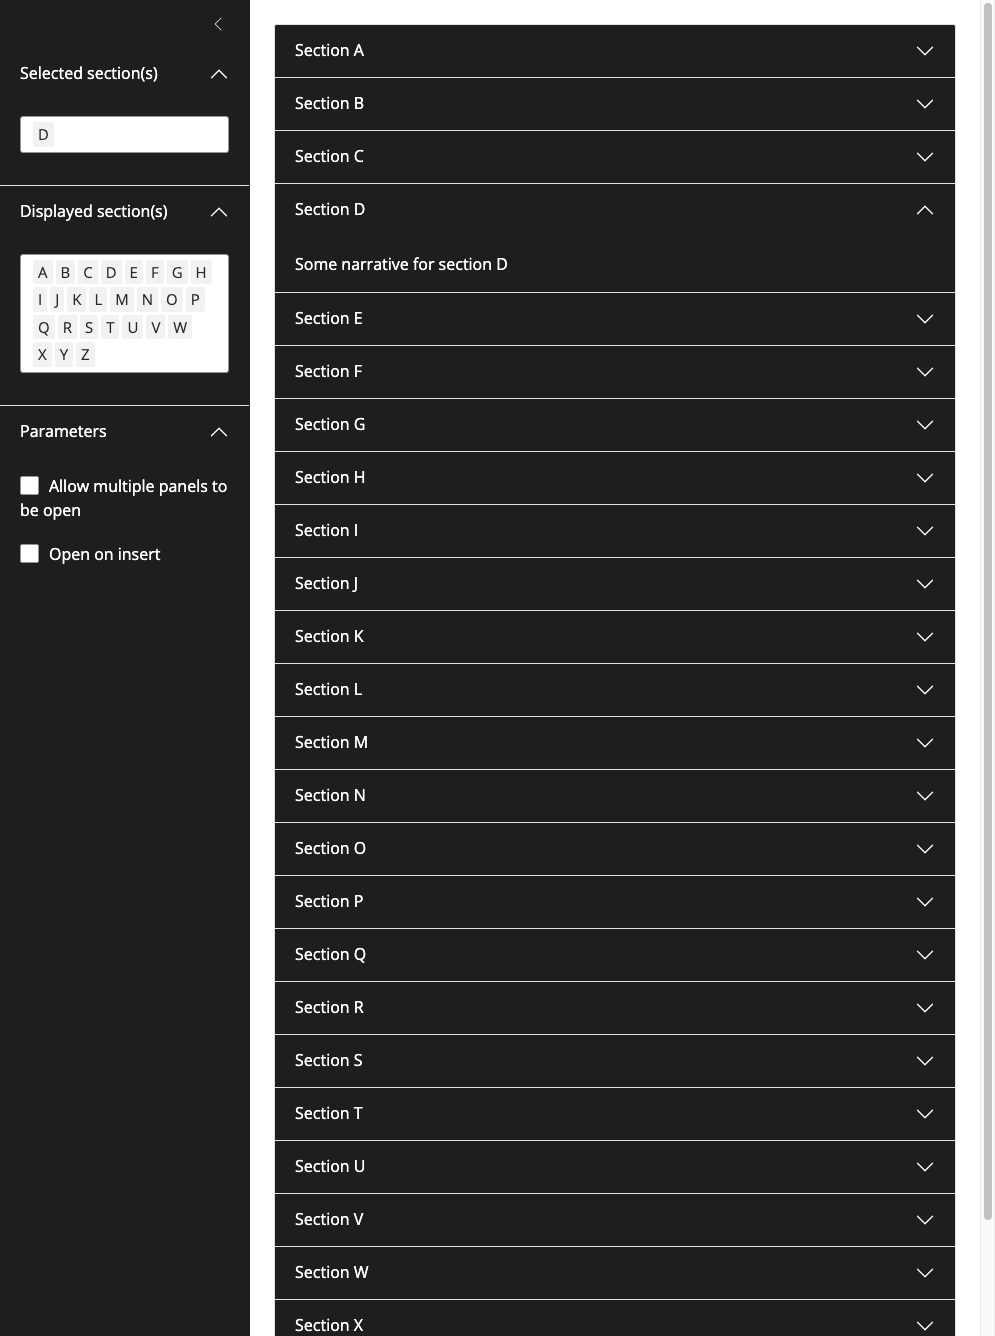 Selected section(s)
D
Displayed section(s)
A B C D E F G H
I J K L M N O P
Q R S T U V W
X Y Z
Parameters
Allow multiple panels to
be open
Open on insert
Section A
Section B
Section C
Section D
Some narrative for section D
Section E
Section F
Section G
Section H
Section I
Section J
Section K
Section L
Section M
Section N
Section O
Section P
Section Q
Section R
Section S
Section T
Section U
Section V
Section W
Section X